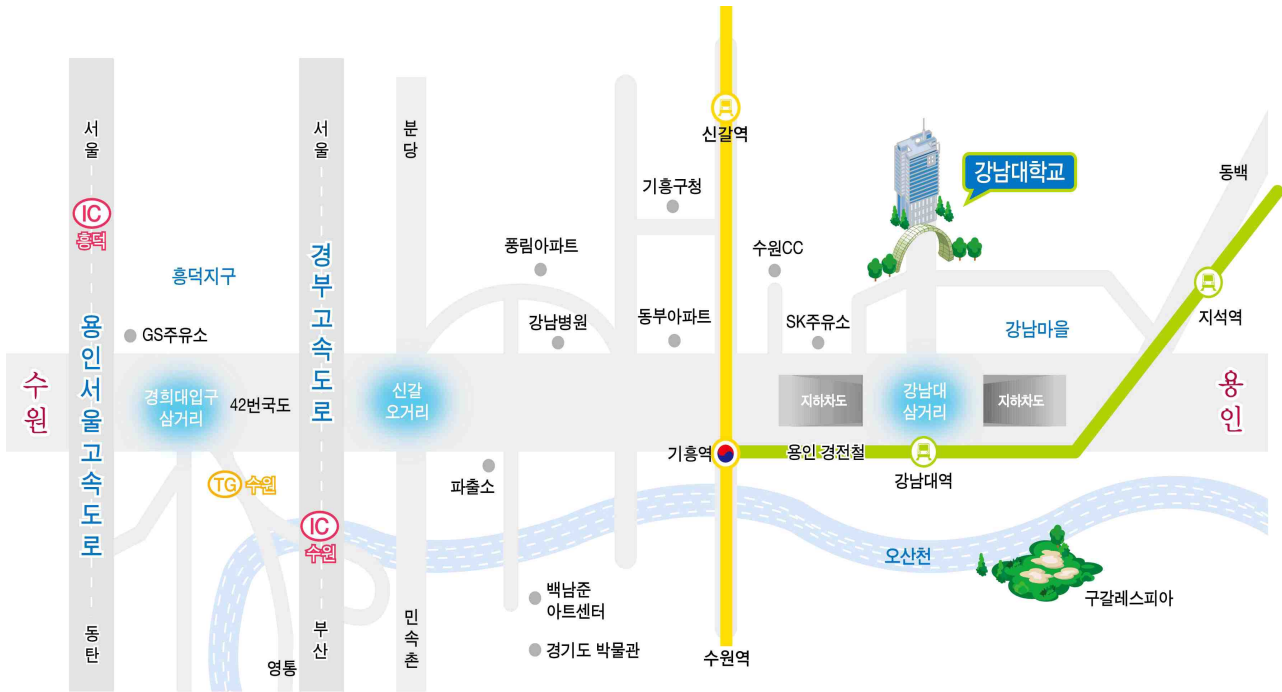 서울
IC
흥덕
용인서울고속도로
동탄
수원
흥덕지구
GS주유소
경희대입구
삼거리
42번국도
TG 수원
영통
서울
경부고속도로
IC
수원
부산
분당
신갈
오거리
민속촌
풍림아파트
강남병원
파출소
백남준
아트센터
경기도 박물관
기흥구청
동부아파트
신갈역
기흥역
수원역
수원CC
SK주유소
강남대학교
지하차도
강남대
삼거리
지하차도
용인 경전철
강남대역
강남마을
동백
지석역
용인
오산천
구갈레스피아